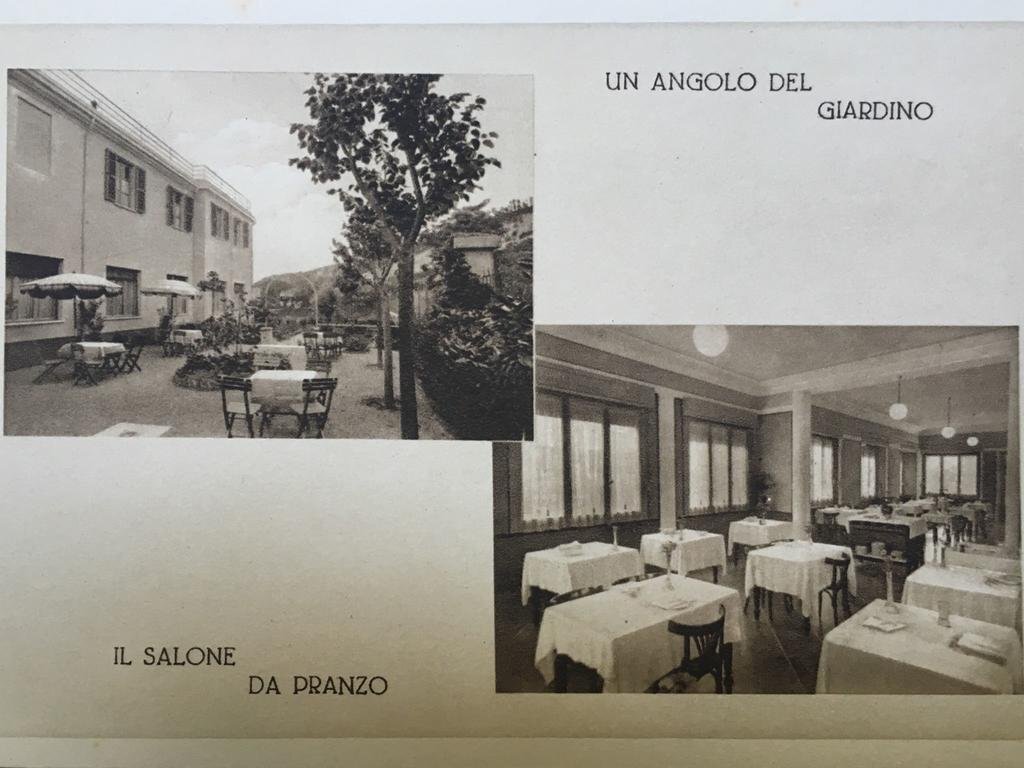 UN ANGOLO DEL
GIARDINO
IL SALONE
DA PRANZO